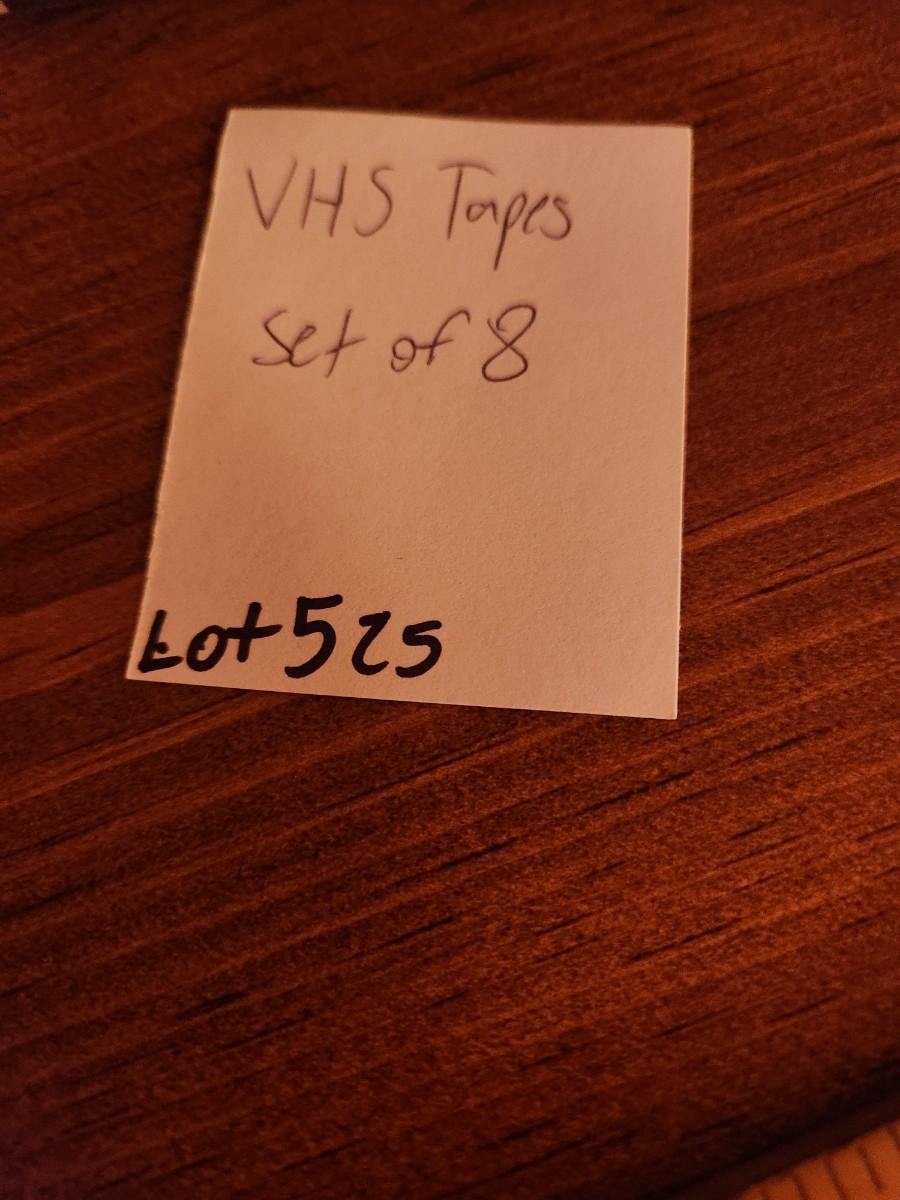 VHS Tapes
Set of 8
Lot 525